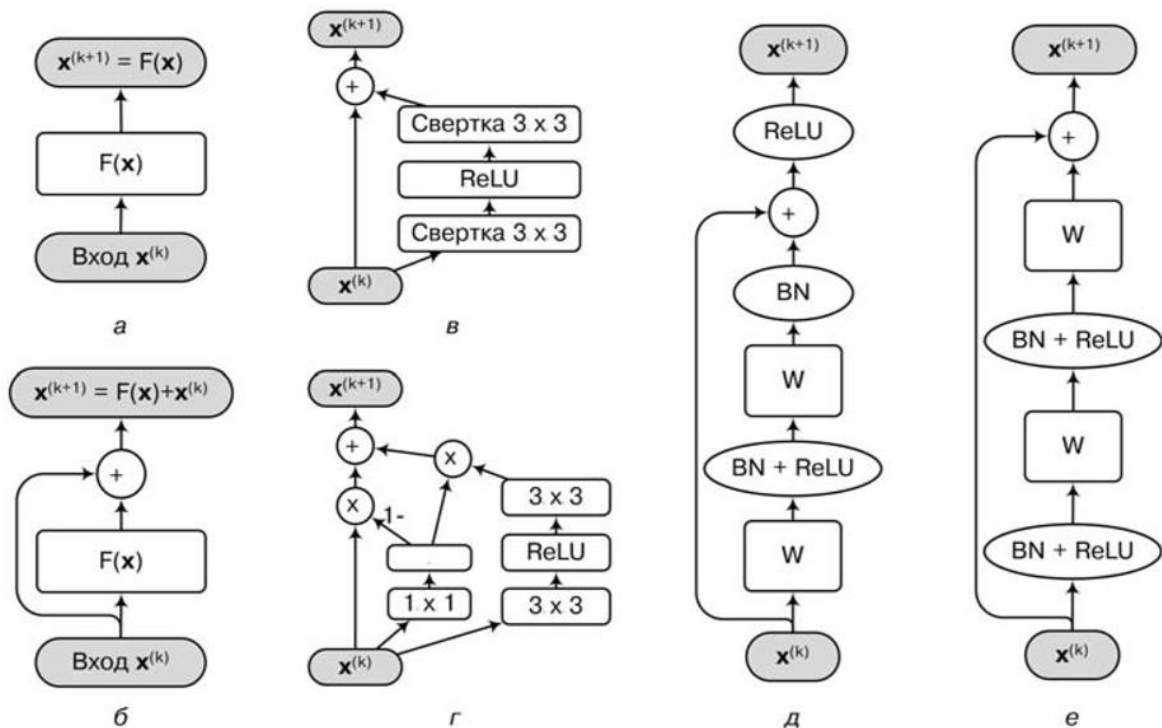 x(k+1) = F(x)
F(x)
Вход x(k)
а
x(k+1) = F(x)+x(k)
+
F(x)
Вход x(k)
б
x(k+1)
+
Свертка 3 x 3
ReLU
Свертка 3 x 3
x(k)
в
x(k+1)
+
x
x
1-
3 x 3
ReLU
1 x 1
3 x 3
x(k)
г
x(k+1)
ReLU
+
BN
W
BN + ReLU
W
x(k)
д
x(k+1)
+
W
BN + ReLU
W
BN + ReLU
x(k)
е